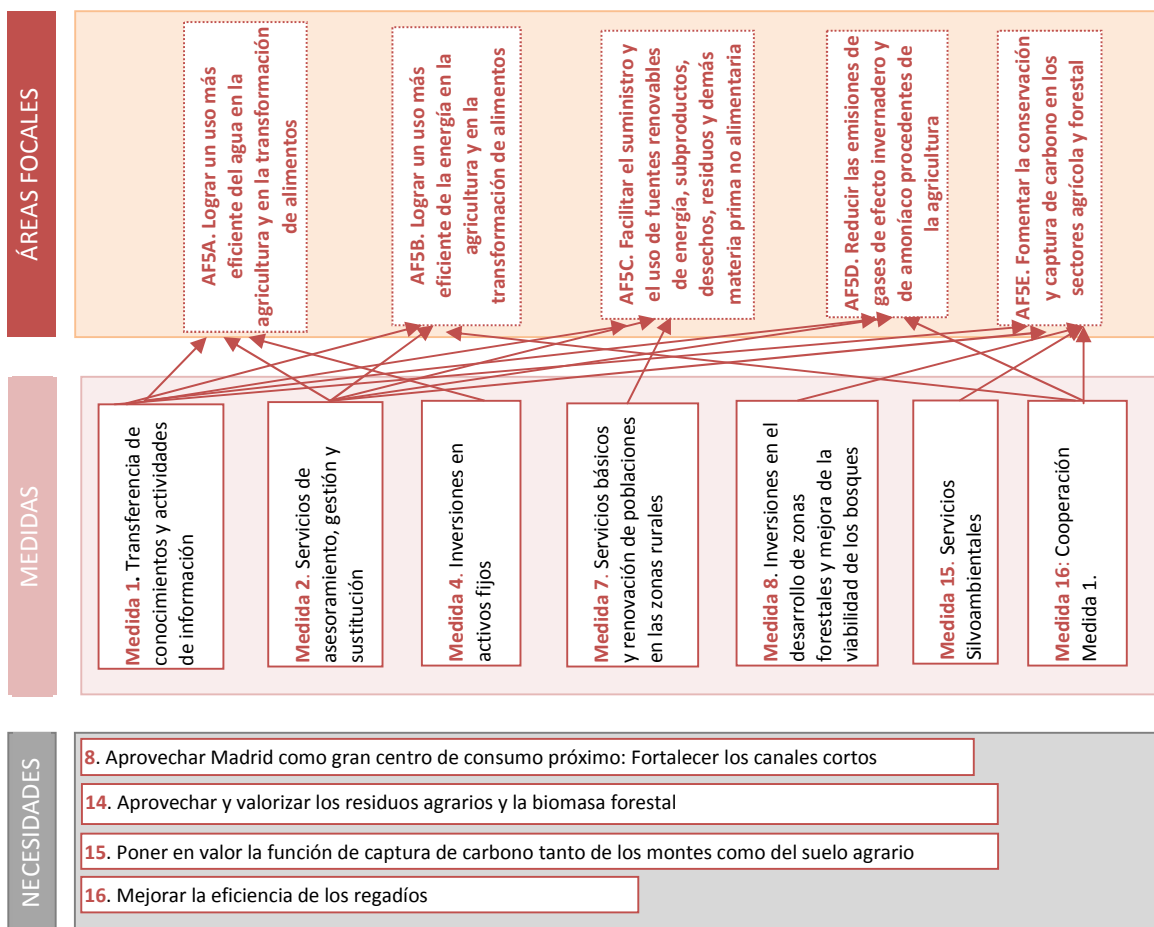 ÁREAS FOCALES
AF5A. Lograr un uso más
eficiente del agua en la
agricultura y en la transformación
de alimentos
AF5B. Lograr un uso más
eficiente de la energía en la
agricultura y en la
transformación de alimentos
AF5C. Facilitar el suministro y
el uso de fuentes renovables
de energía, subproductos,
desechos, residuos y demás
materia prima no alimentaria
AF5D. Reducir las emisiones de
gases de efecto invernadero y
de amoníaco procedentes de
la agricultura
AF5E. Fomentar la conservación
y captura de carbono en los
sectores agrícola y forestal
MEDIDAS
Medida 1. Transferencia de
conocimientos y actividades
de información
Medida 2. Servicios de
asesoramiento, gestión y
sustitución
Medida 4. Inversiones en
activos fijos
Medida 7. Servicios básicos
y renovación de poblaciones
en las zonas rurales
Medida 8. Inversiones en el
desarrollo de zonas
forestales y mejora de la
viabilidad de los bosques
Medida 15. Servicios
Silvoambientales
Medida 16: Cooperación
Medida 1.
NECESIDADES
8. Aprovechar Madrid como gran centro de consumo próximo: Fortalecer los canales cortos
14. Aprovechar y valorizar los residuos agrarios y la biomasa forestal
15. Poner en valor la función de captura de carbono tanto de los montes como del suelo agrario
16. Mejorar la eficiencia de los regadíos